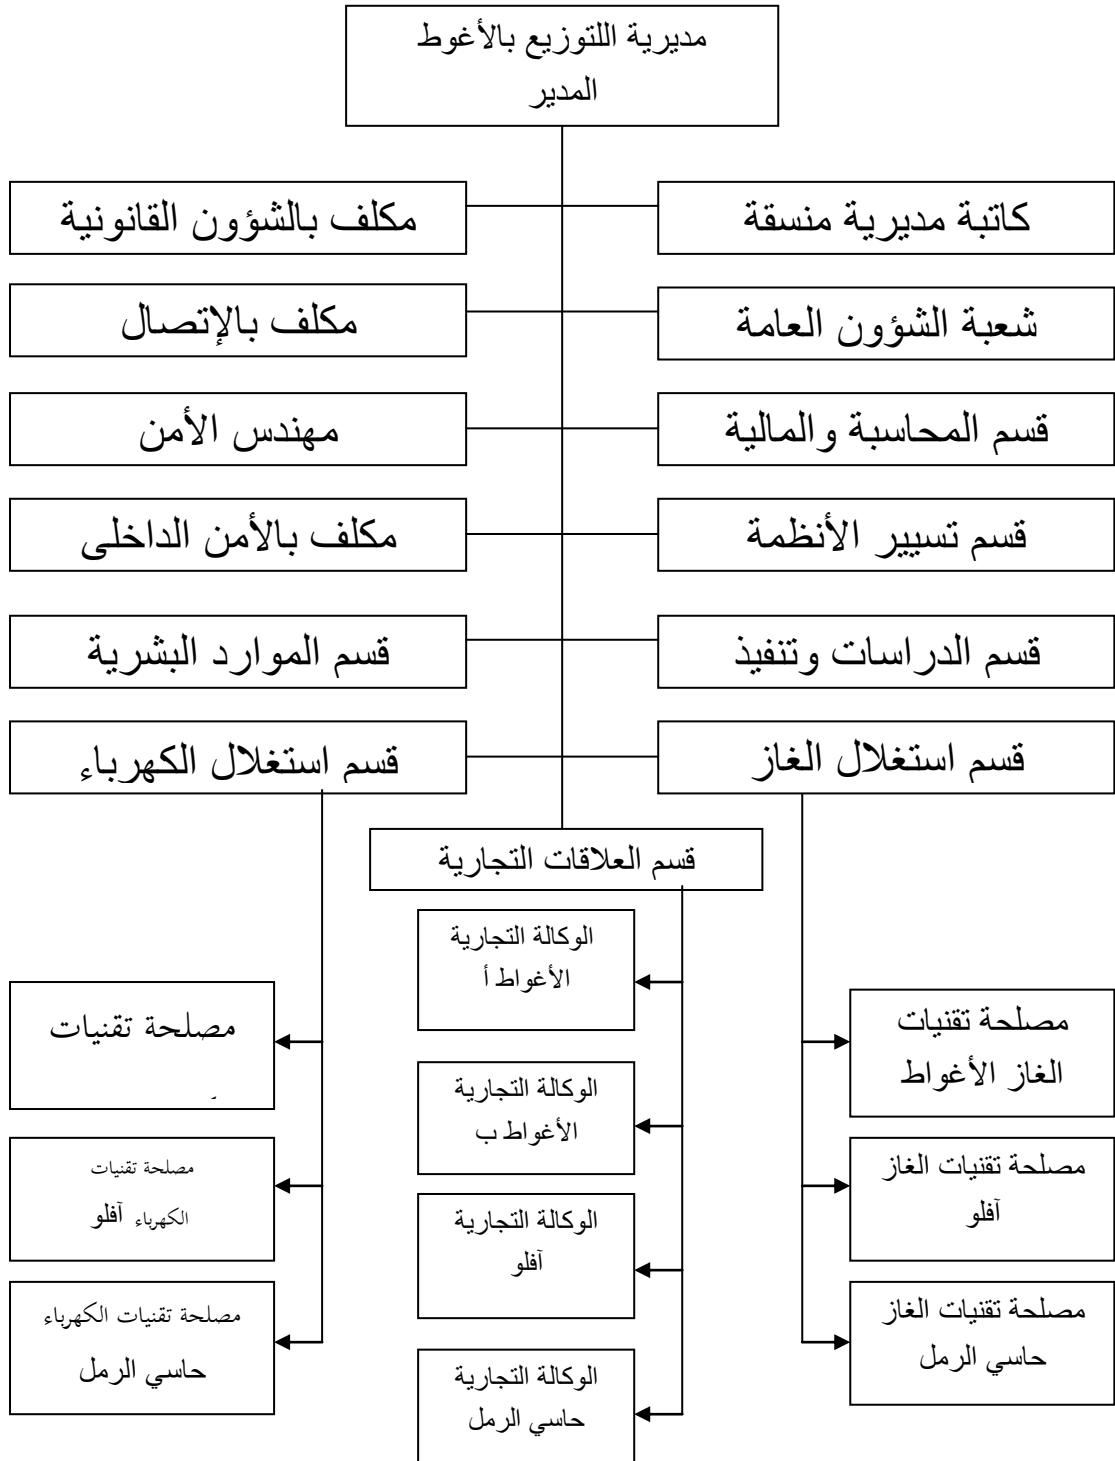 مديرية اللتوزيع بالأغوط
المدير
كاتبة مديرية منسقة
مكلف بالشؤون القانونية
شعبة الشؤون العامة
مكلف بالإتصال
قسم المحاسبة والمالية
مهندس الأمن
قسم تسيير الأنظمة
مكلف بالأمن الداخلى
قسم الدراسات وتنفيذ
قسم الموارد البشرية
قسم استغلال الغاز
قسم استغلال الكهرباء
قسم العلاقات التجارية
مصلحة تقنيات
الغاز الأغواط
مصلحة تقنيات الغاز
آفلو
مصلحة تقنيات الغاز
حاسي الرمل
الوكالة التجارية
الأغواط أ
الوكالة التجارية
الأغواط ب
الوكالة التجارية
آفلو
الوكالة التجارية
حاسي الرمل
مصلحة تقنيات
مصلحة تقنيات
الكهرباء آفلو
مصلحة تقنيات الكهرباء
حاسي الرمل